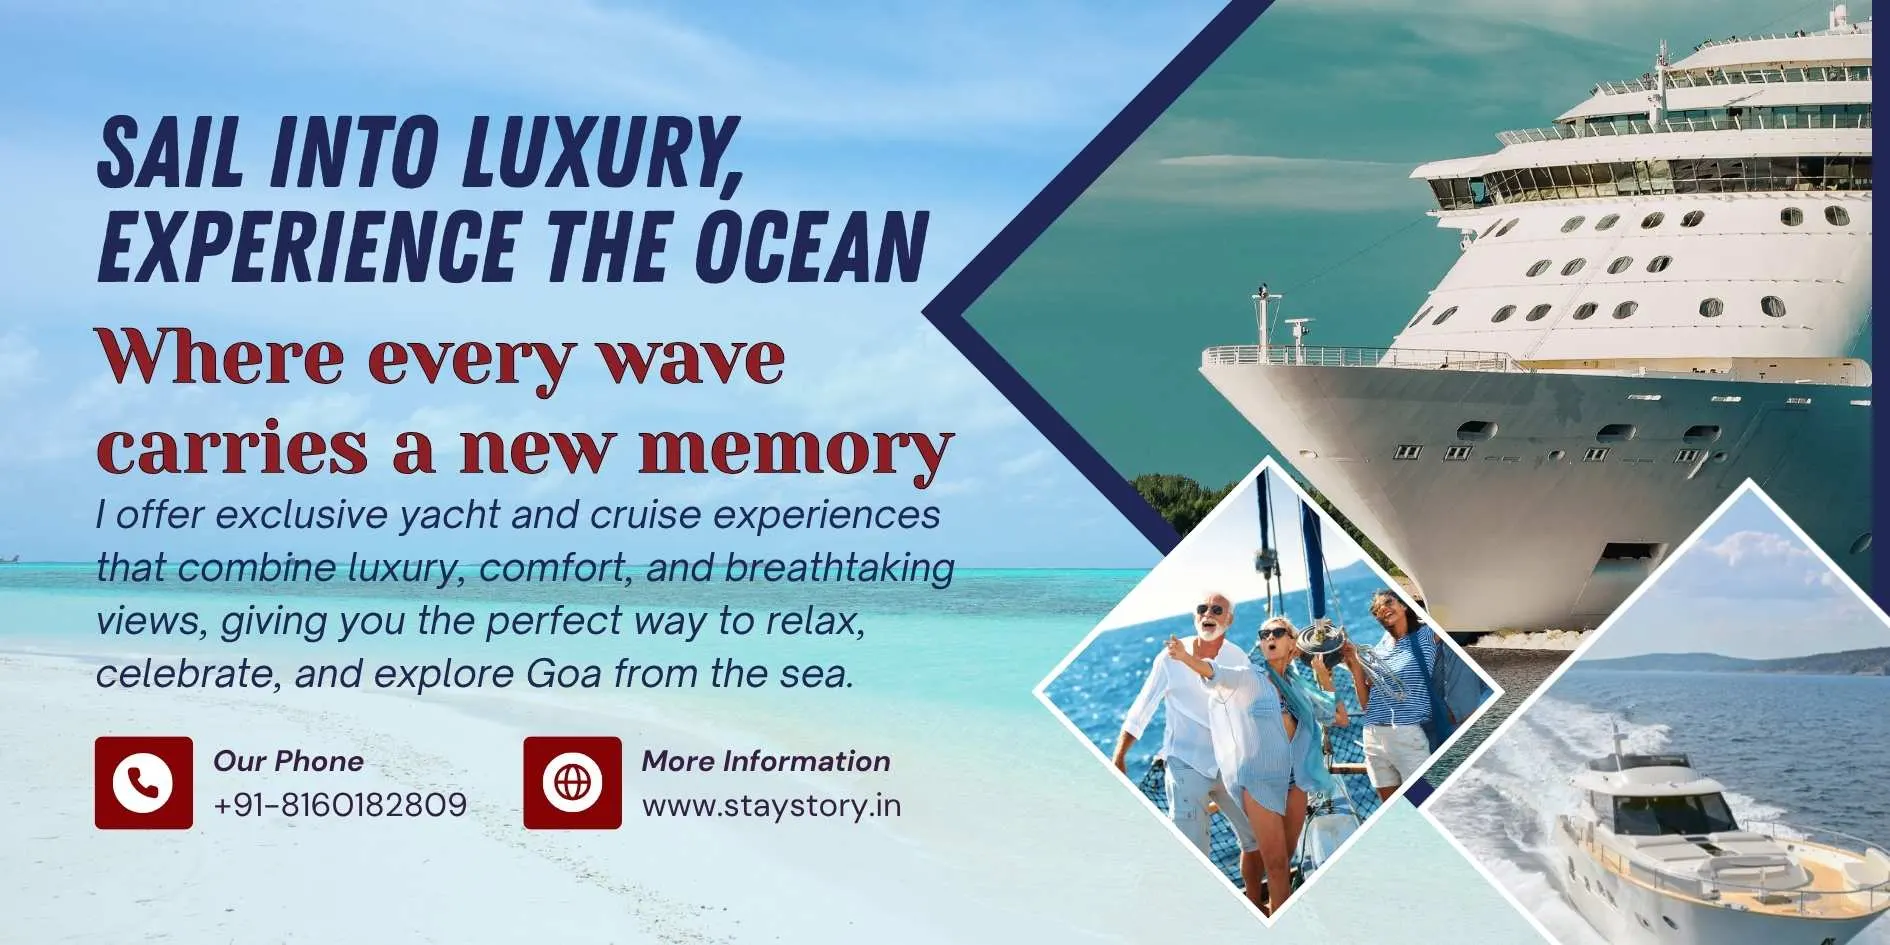 SAIL INTO LUXURY,
EXPERIENCE THE OCEAN
Where every wave
carries a new memory
I offer exclusive yacht and cruise experiences
that combine luxury, comfort, and breathtaking
views, giving you the perfect way to relax,
celebrate, and explore Goa from the sea.
Our Phone
+91-8160182809
More Information
www.staystory.in